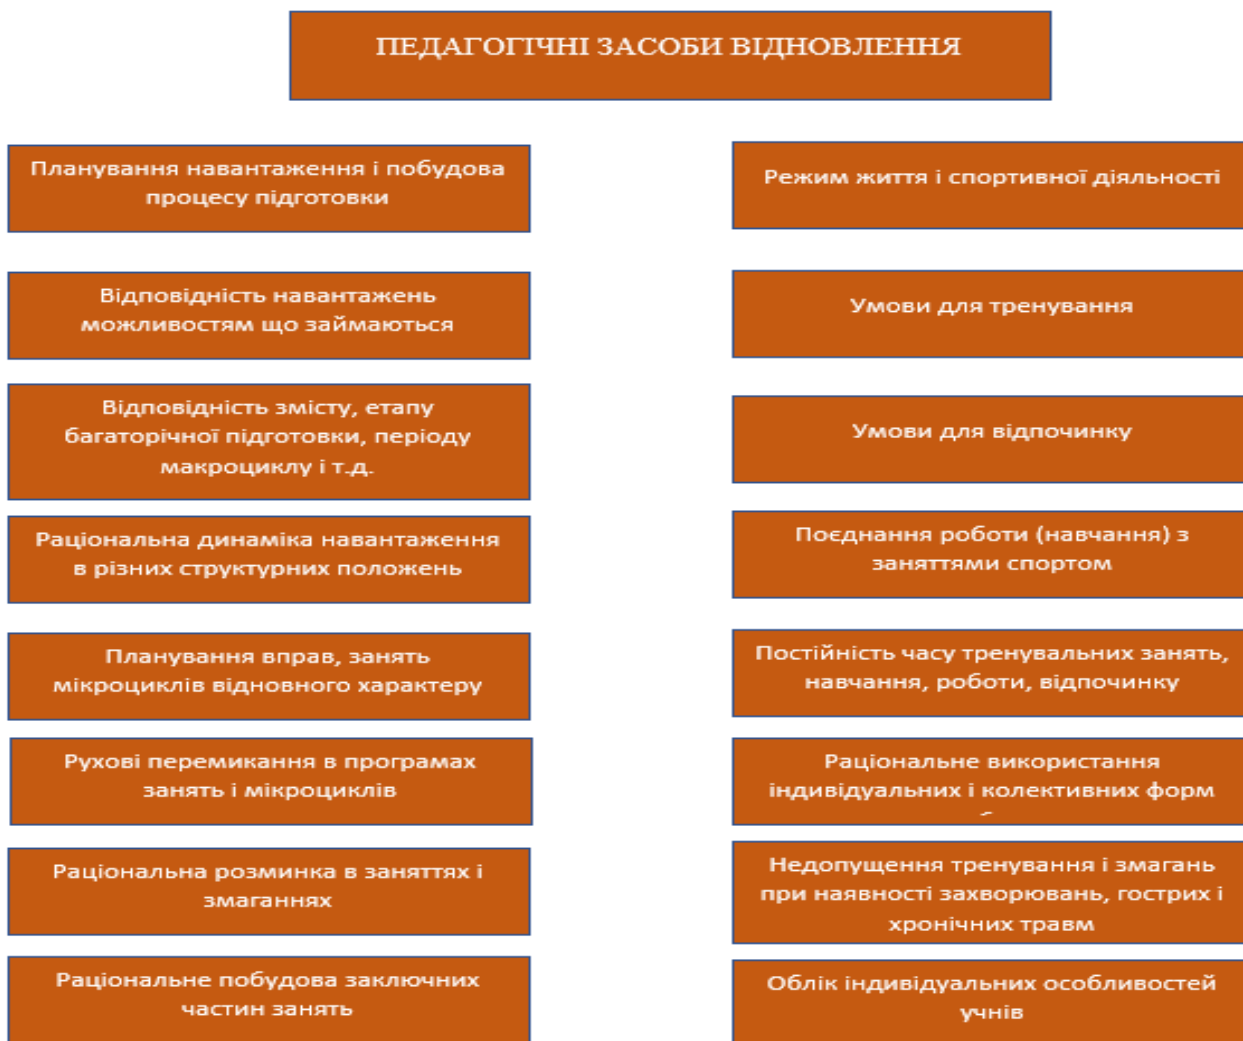 ПЕДАГОГІЧНІ ЗАСОБИ ВІДНОВЛЕННЯ
Планування навантаження і побудова
процесу підготовки
Відповідність навантажень
можливостям що займаються
Відповідність змісту, етапу
багаторічної підготовки, періоду
макроциклу і т.д.
Раціональна динаміка навантаження
в різних структурних положень
Планування вправ, занять
мікроциклів відновного характеру
Рухові перемикання в програмах
занять і мікроциклів
Раціональна розминка в заняттях і
змаганнях
Раціональне побудова заключних
частин занять
Режим життя і спортивної діяльності
Умови для тренування
Умови для відпочинку
Поєднання роботи (навчання) з
заняттями спортом
Постійність часу тренувальних занять,
навчання, роботи, відпочинку
Раціональне використання
індивідуальних і колективних форм
Недопущення тренування і змагань
при наявності захворювань, гострих і
хронічних травм
Облік індивідуальних особливостей
учнів